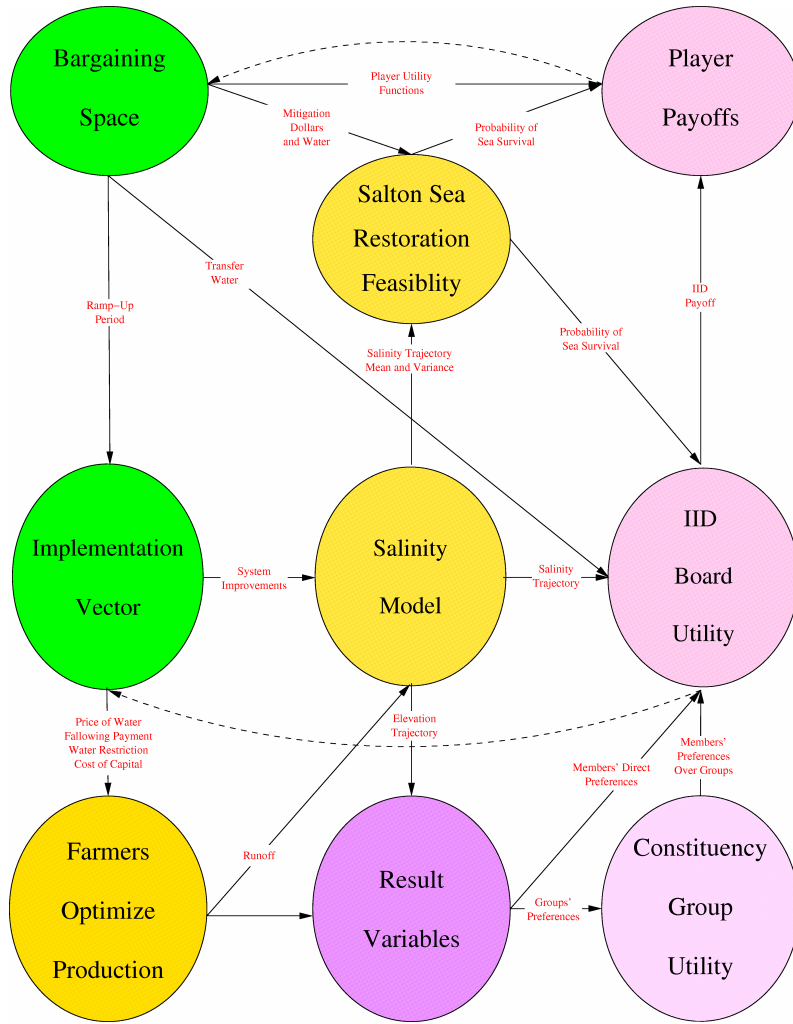 Bargaining
Space
Player
Payoffs
Player Utility
Functions
Mitigation
Dollars
and Water
Probability of
Sea Survival
Salton Sea
Restoration
Feasiblity
Transfer
Water
Ramp-Up
Period
IID
Payoff
Probability of
Sea Survival
Salinity Trajectory
Mean and Variance
Implementation
Vector
System
Improvements
Salinity
Model
Salinity
Trajectory
IID
Board
Utility
Price of Water
Fallowing Payment
Water Restriction
Cost of Capital
Elevation
Trajectory
Members' Direct
Preferences
Members'
Preferences
Over Groups
Farmers
Optimize
Production
Runoff
Result
Variables
Groups'
Preferences
Constituency
Group
Utility